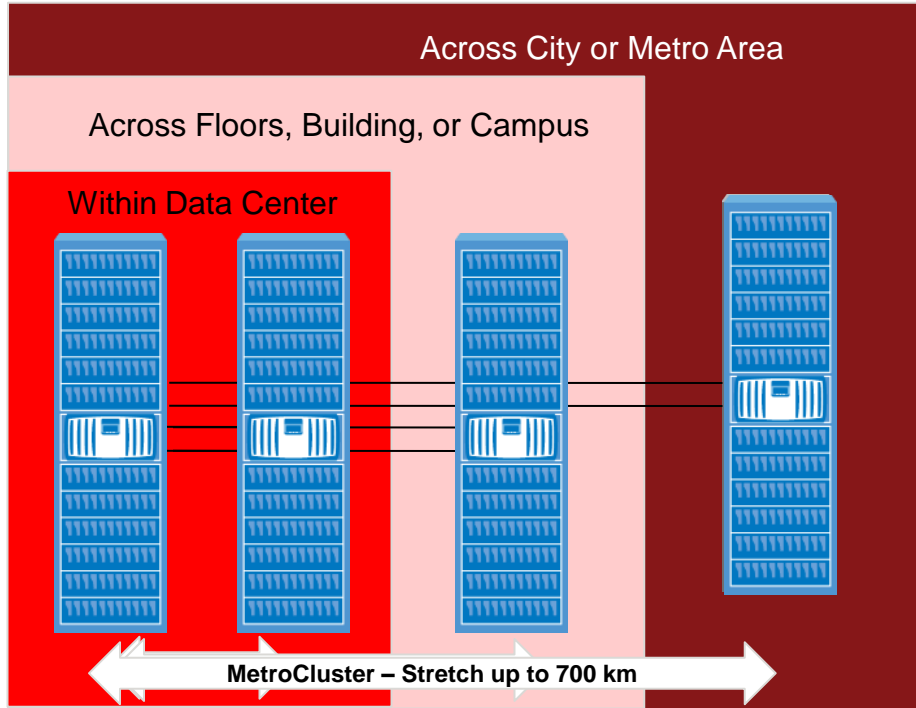 Across City or Metro Area
Across Floors, Building, or Campus
Within Data Center
MetroCluster – Stretch up to 700 km